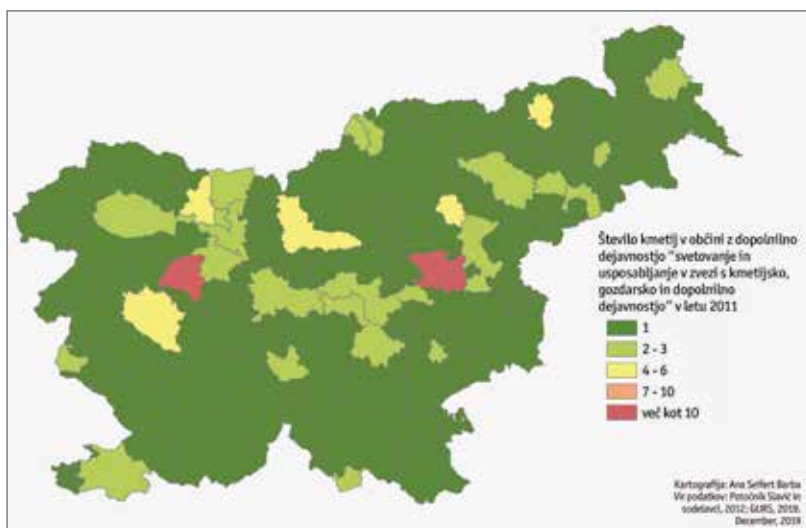 Število kmetij v občini z dopolnilno
dejavnostjo "svetovanje in
usposabljanje v zvezi s kmetijsko,
gozdarsko in dopolnilno
dejavnostjo" v letu 2011
1
2 - 3
4 - 6
7 - 10
več kot 10
Kartografija: Ana Seifert Barba
Vir podatkov: Potočnik Slavič in
sodelavci, 2012; GURS, 2019.
December, 2019